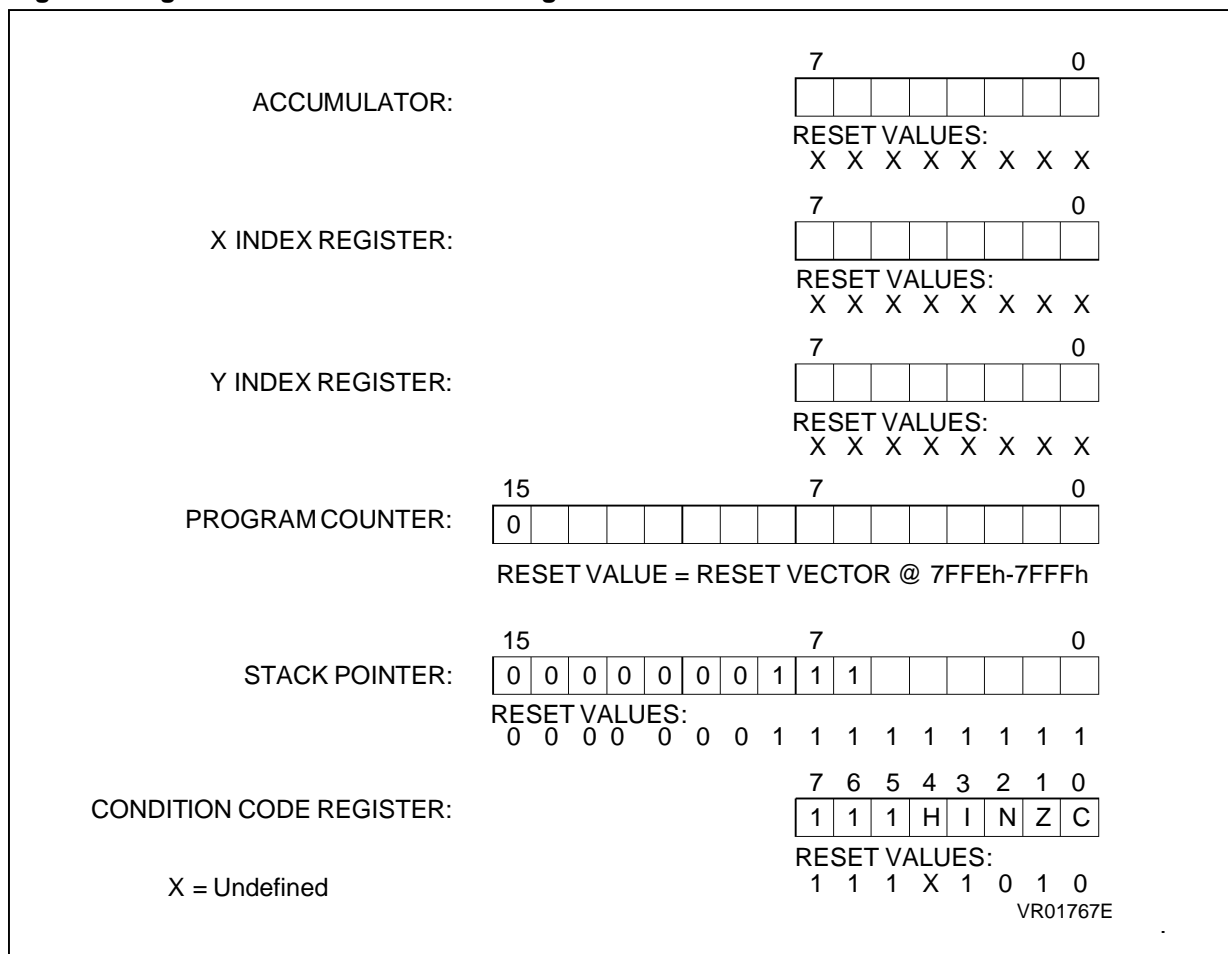 7 0
ACCUMULATOR:
RESET VALUES:
X X X X X X X X
7 0
X INDEX REGISTER:
RESET VALUES:
X X X X X X X X
7 0
Y INDEX REGISTER:
RESET VALUES:
X X X X X X X X
15 7 0
PROGRAM COUNTER: 0
RESET VALUE = RESET VECTOR @ 7FFEh-7FFFh
15 7 0
STACK POINTER: 0 0 0 0 0 0 0 1 1 1
RESET VALUES:
0 0 0 0 0 0 0 1 1 1 1 1 1 1 1 1
7 6 5 4 3 2 1 0
CONDITION CODE REGISTER: 1 1 1 H I N Z C
RESET VALUES:
X = Undefined 1 1 1 X 1 0 1 0
VR01767E